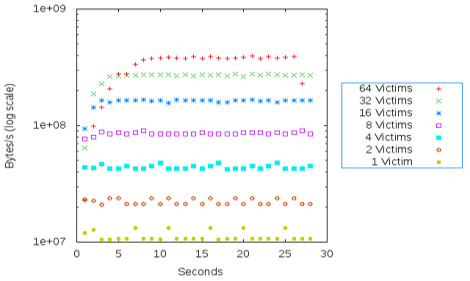 1e+09
1e+08
1e+07
Bytes/s (log scale)
0 5 10 15 20 25 30
Seconds
64 Victims
32 Victims
16 Victims
8 Victims
4 Victims
2 Victims
1 Victim